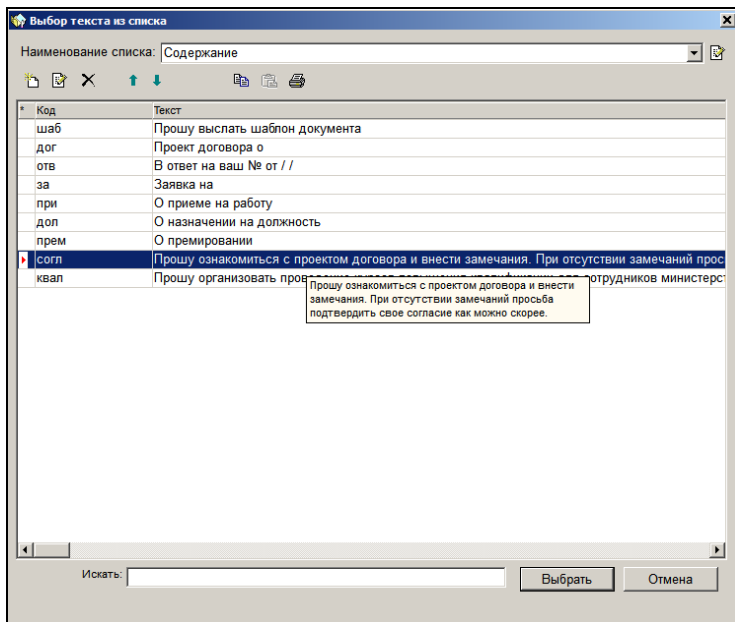 Выбор текста из списка
Наименование списка: Содержание
* Код Текст
шаб Прошу выслать шаблон документа
дог Проект договора о
отв В ответ на ваш № от / /
за Заявка на
при О приеме на работу
дол О назначении на должность
прем О премировании
согл Прошу ознакомиться с проектом договора и внести замечания. При отсутствии замечаний прос
квал Прошу организовать
Прошу ознакомиться с проектом договора и внести
замечания. При отсутствии замечаний просьба
подтвердить свое согласие как можно скорее.
Искать:
Выбрать Отмена